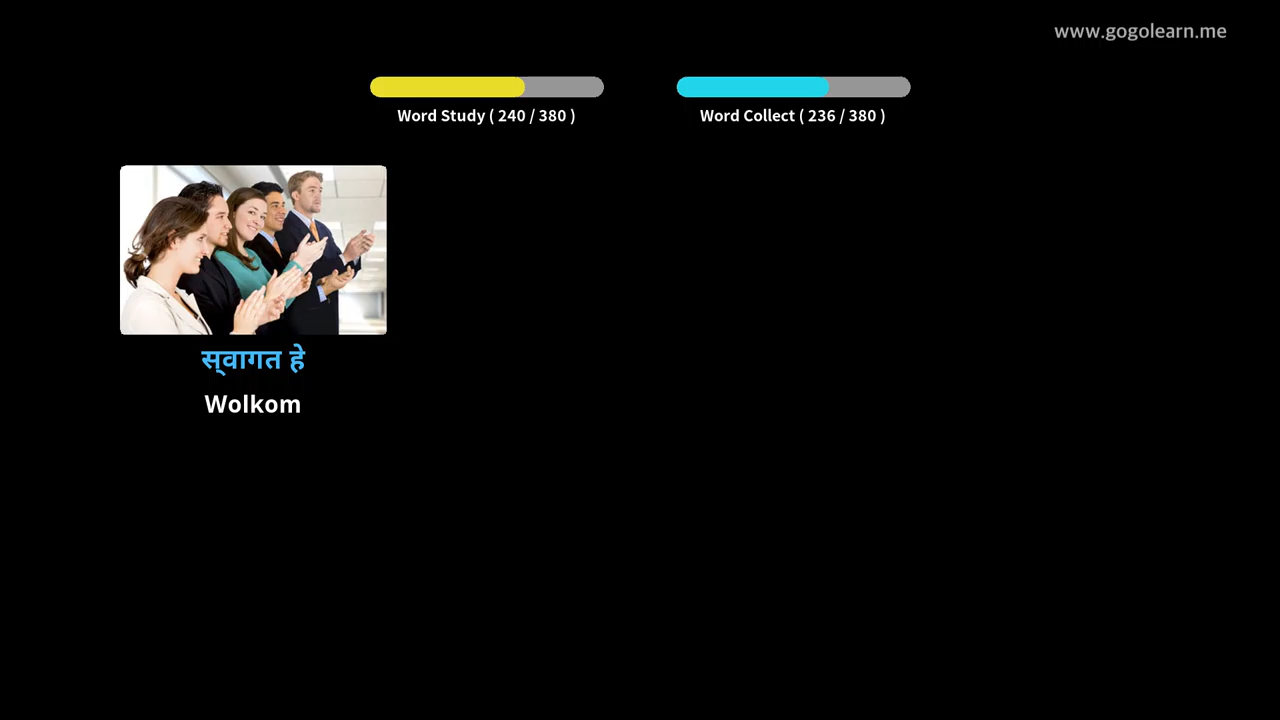 www.gogolearn.me
Word Study ( 240 / 380 )
Word Collect ( 236 / 380 )
स्वागत हे
Wolkom